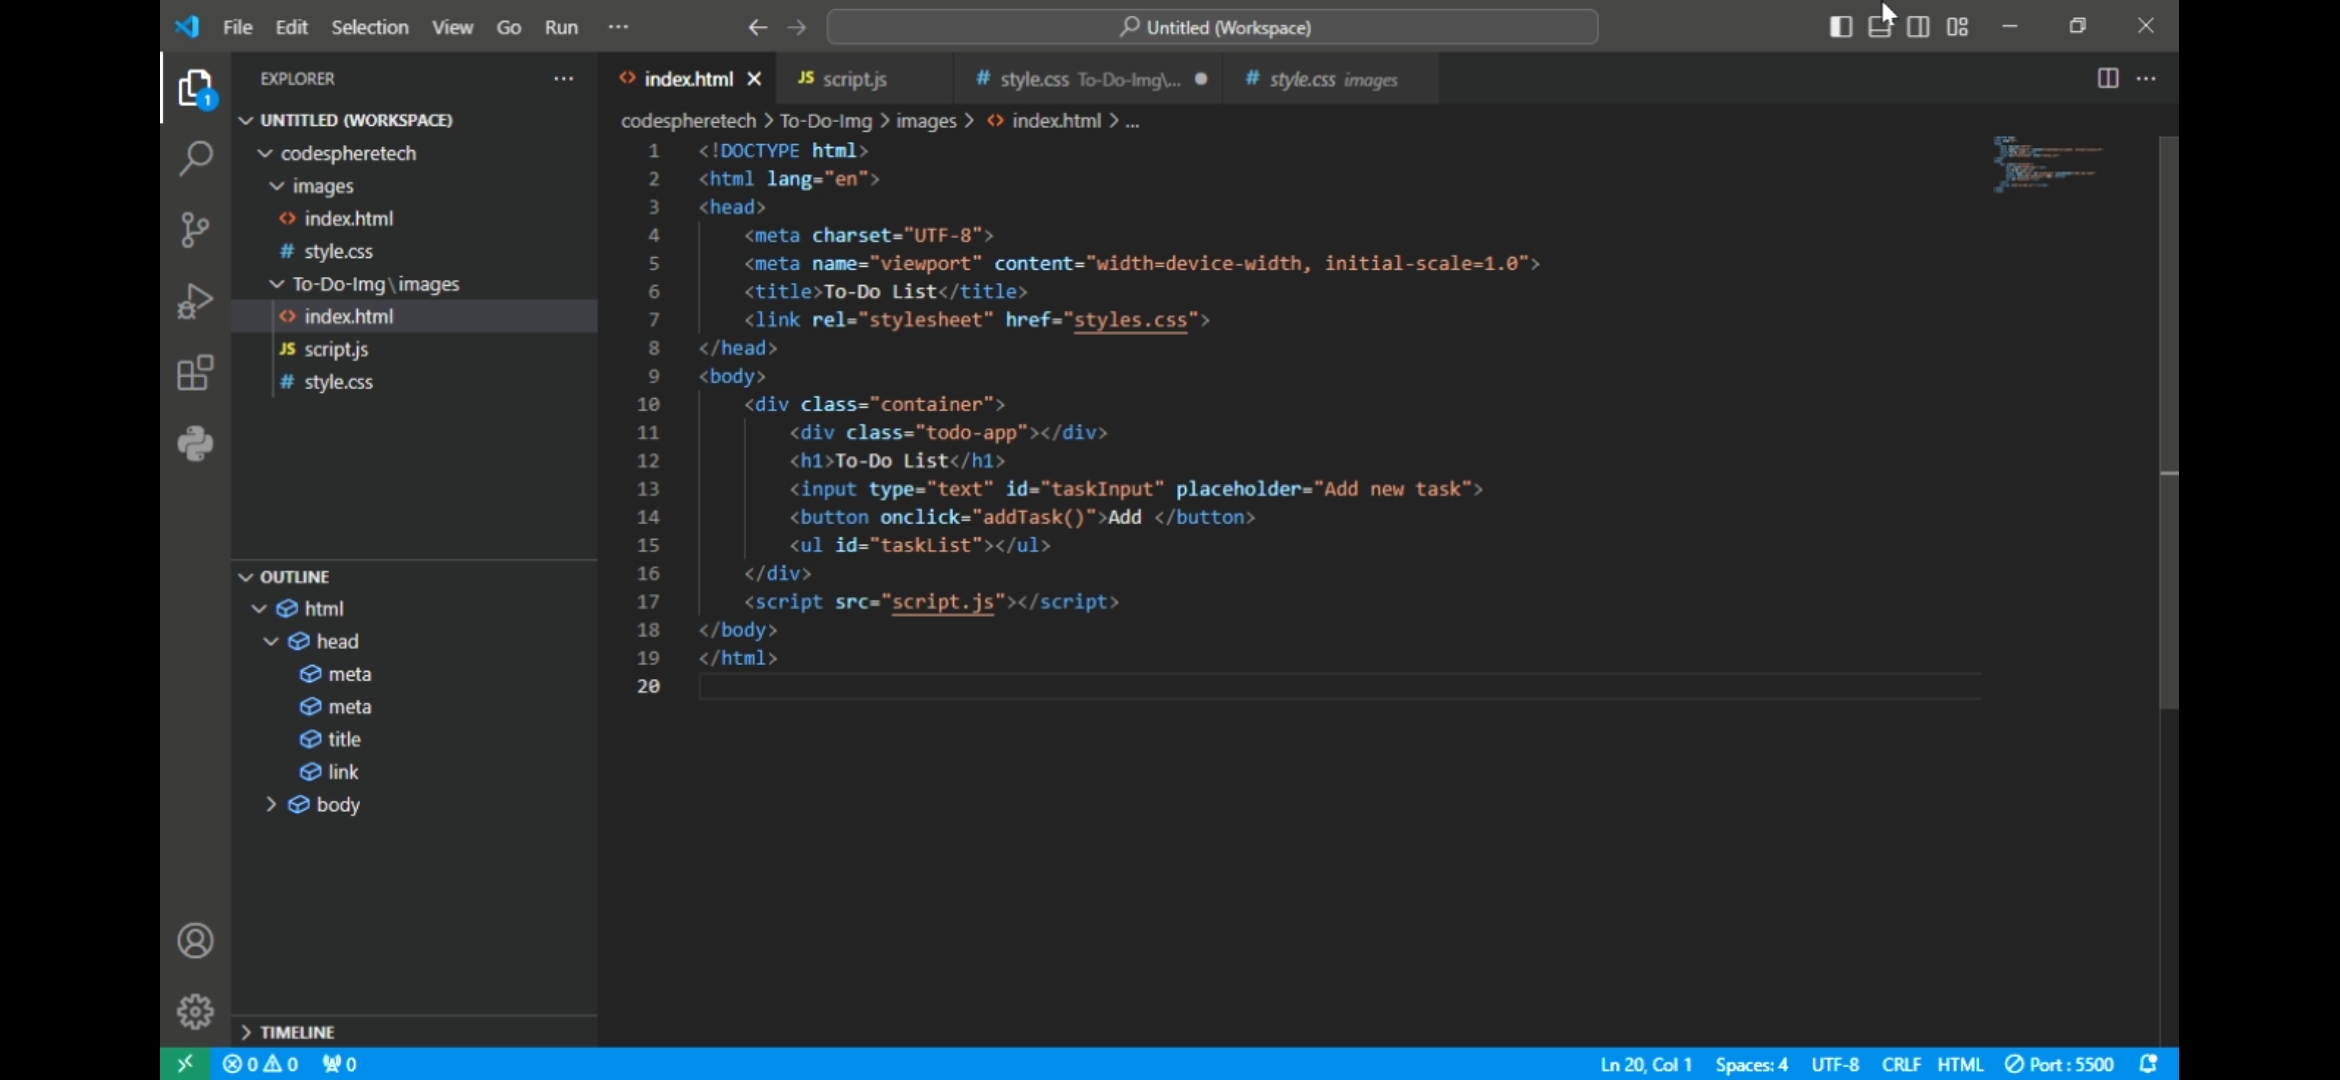 File Edit Selection View Go Run ··· Untitled (Workspace)
EXPLORER ···
1
UNTITLED (WORKSPACE)
codespheretech
images
index.html
style.css
To-Do-Img\images
index.html
JS script.js
style.css
OUTLINE
html
head
meta
meta
title
link
body
TIMELINE
index.html JS script.js # style.css To-Do-Img\... # style.css images
codespheretech > To-Do-Img > images > index.html > ...
1 <!DOCTYPE html>
2 <html lang="en">
3 <head>
4 <meta charset="UTF-8">
5 <meta name="viewport" content="width=device-width, initial-scale=1.0">
6 <title>To-Do List</title>
7 <link rel="stylesheet" href="styles.css">
8 </head>
9 <body>
10 <div class="container">
11 <div class="todo-app"></div>
12 <h1>To-Do List</h1>
13 <input type="text" id="taskInput" placeholder="Add new task">
14 <button onclick="addTask()">Add </button>
15 <ul id="taskList"></ul>
16 </div>
17 <script src="script.js"></script>
18 </body>
19 </html>
20
0 0 0 Ln 20, Col 1 Spaces: 4 UTF-8 CRLF HTML Port : 5500